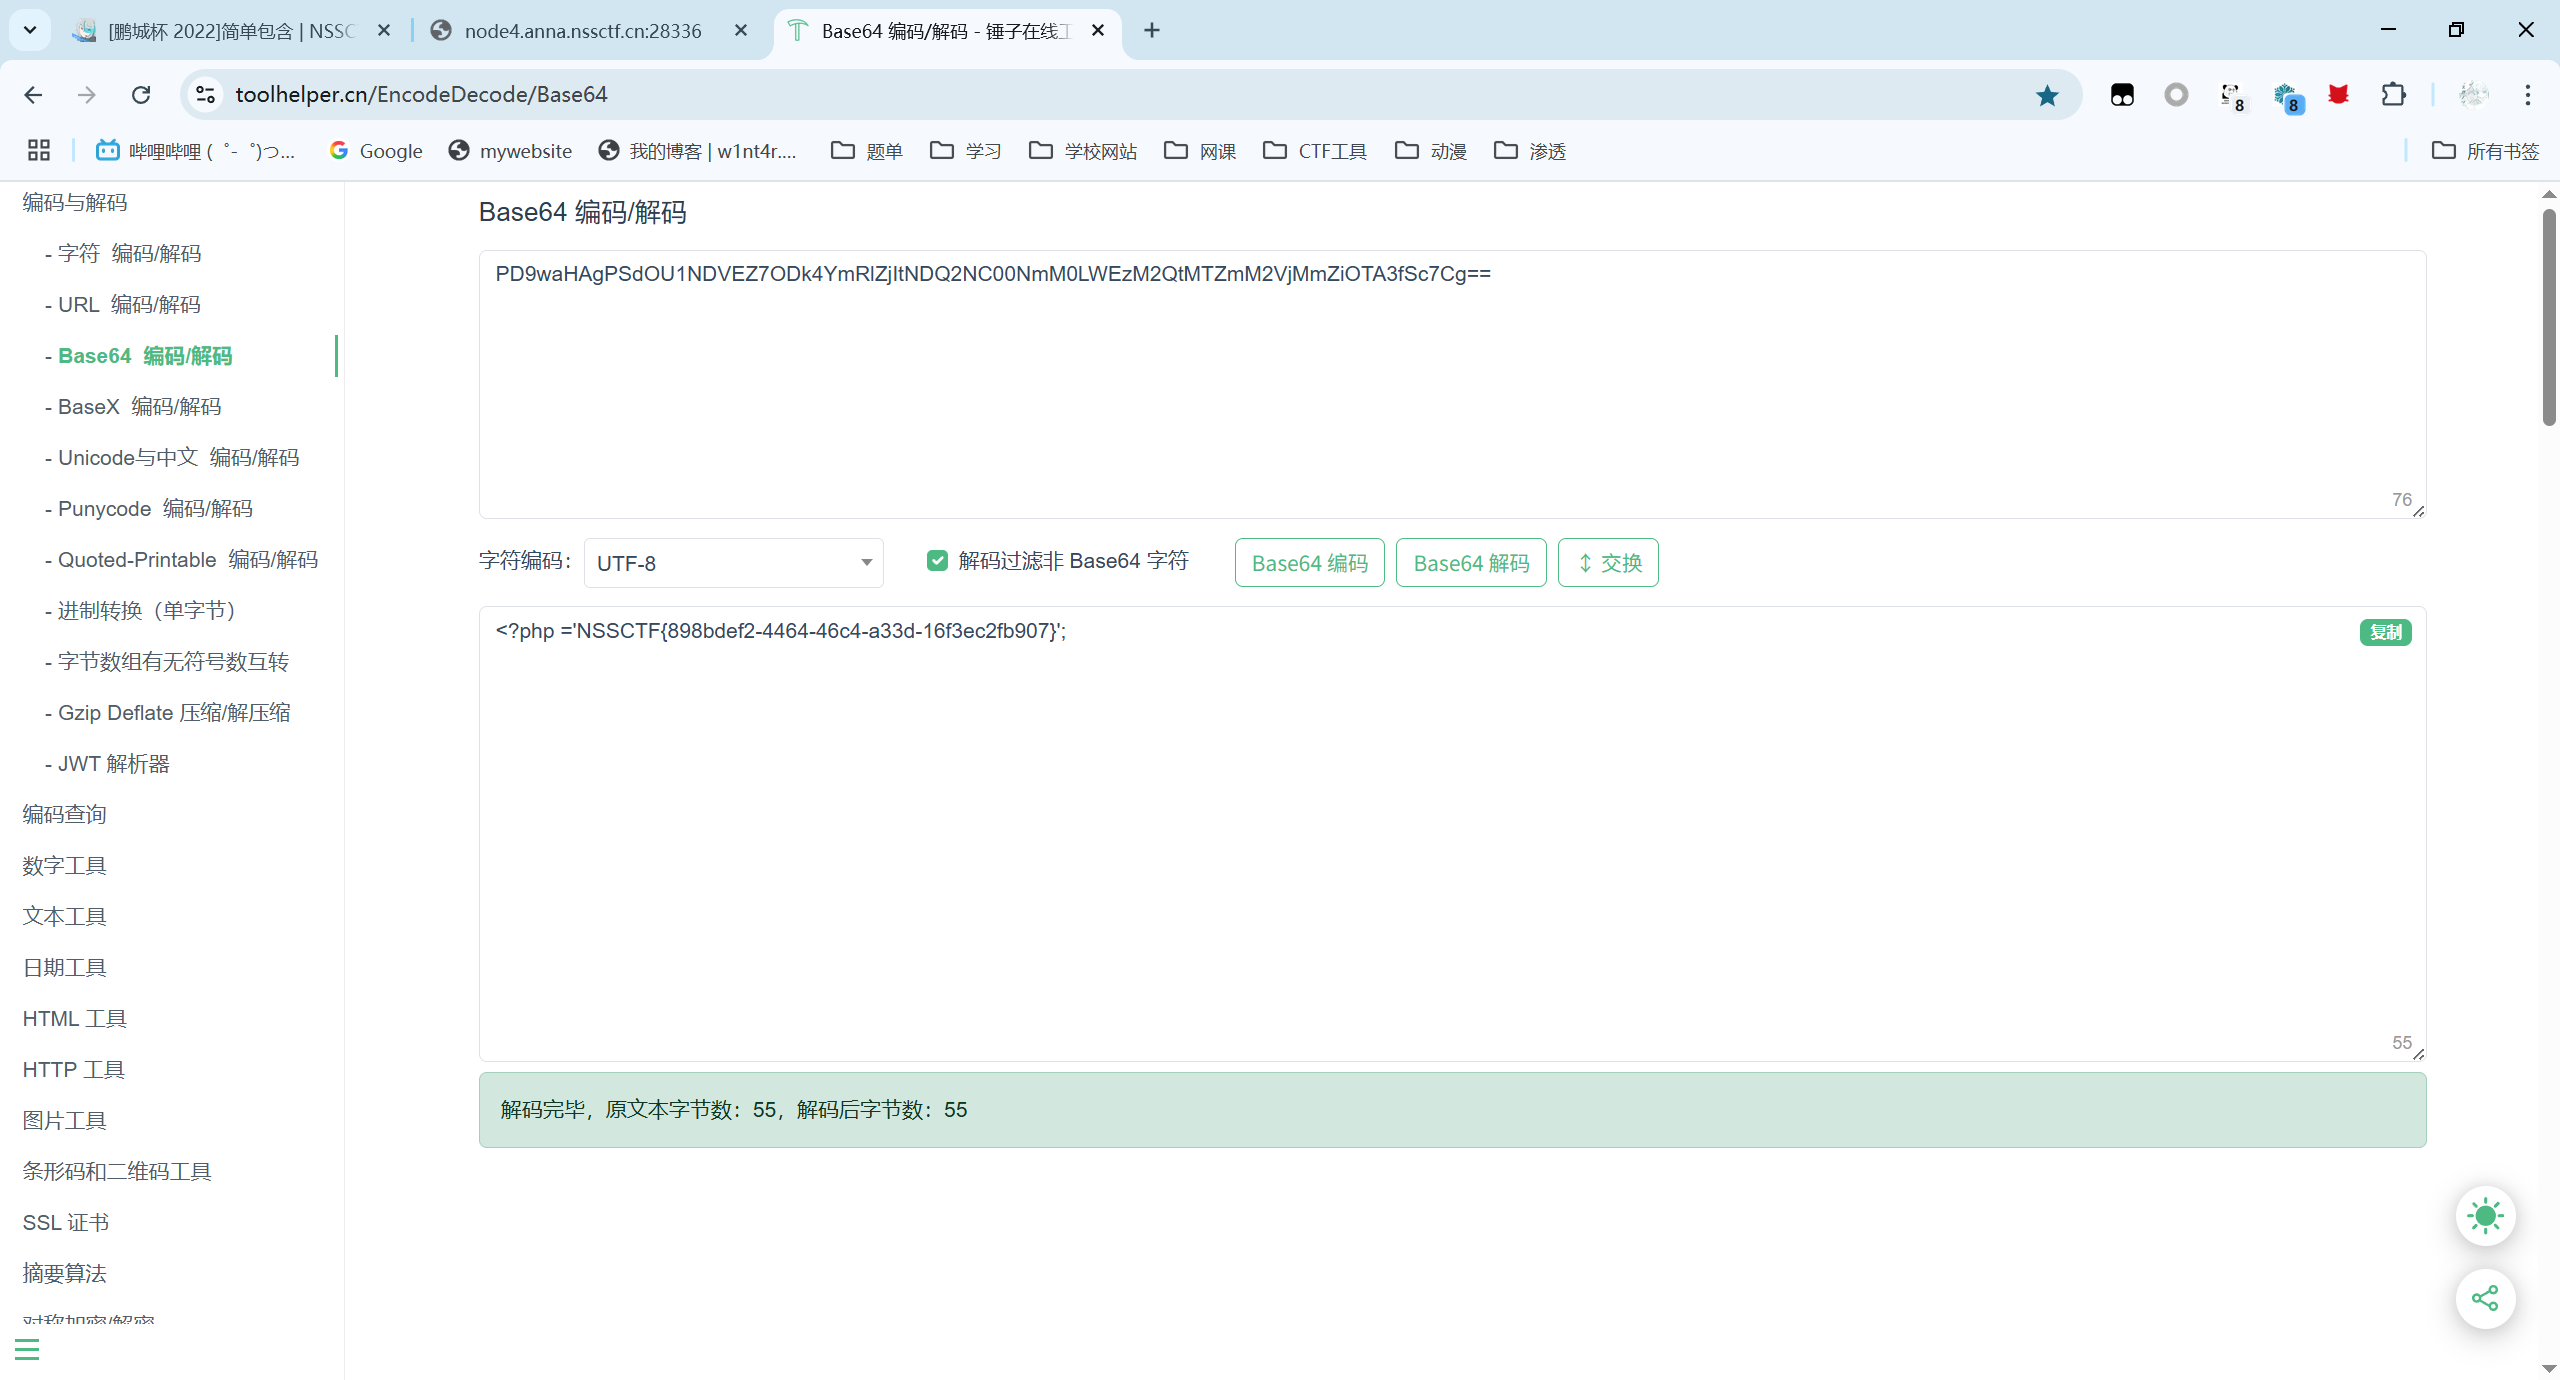 [鹏城杯 2022]简单包含 | NSSC
node4.anna.nssctf.cn:28336
Base64 编码/解码 - 锤子在线工
toolhelper.cn/EncodeDecode/Base64
8
8
哔哩哔哩 (゜-゜)つ...
Google
mywebsite
我的博客 | w1nt4r....
题单
学习
学校网站
网课
CTF工具
动漫
渗透
所有书签
编码与解码
- 字符 编码/解码
- URL 编码/解码
- Base64 编码/解码
- BaseX 编码/解码
- Unicode与中文 编码/解码
- Punycode 编码/解码
- Quoted-Printable 编码/解码
- 进制转换（单字节）
- 字节数组有无符号数互转
- Gzip Deflate 压缩/解压缩
- JWT 解析器
编码查询
数字工具
文本工具
日期工具
HTML 工具
HTTP 工具
图片工具
条形码和二维码工具
SSL 证书
摘要算法
对称加密/解密
Base64 编码/解码
PD9waHAgPSdOU1NDVEZ7ODk4YmRlZjItNDQ2NC00NmM0LWEzM2QtMTZmM2VjMmZiOTA3fSc7Cg==
76
字符编码：
UTF-8
解码过滤非 Base64 字符
Base64 编码
Base64 解码
↕ 交换
<?php ='NSSCTF{898bdef2-4464-46c4-a33d-16f3ec2fb907}';
复制
55
解码完毕，原文本字节数：55，解码后字节数：55